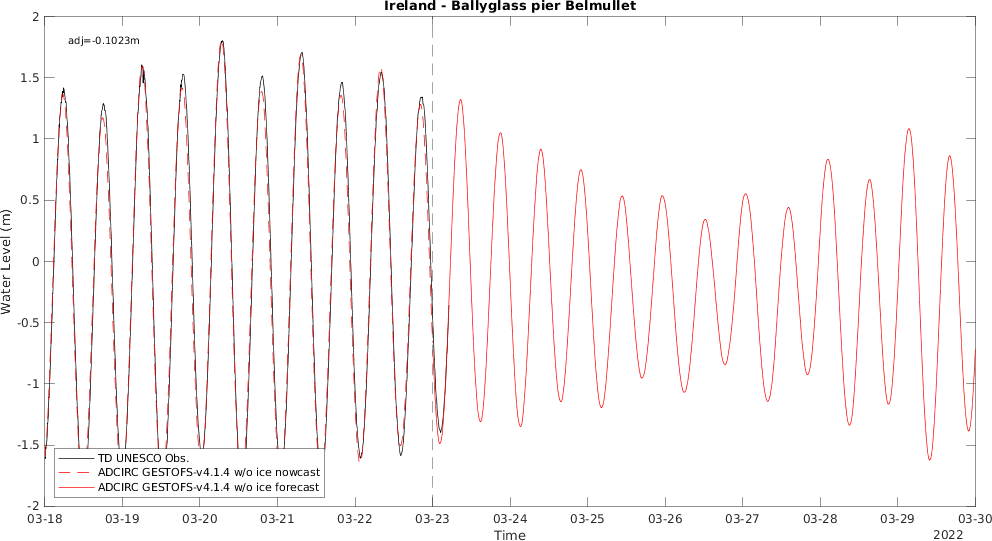 Ireland - Ballyglass pier Belmullet
adj=-0.1023m
2
1.5
1
0.5
0
-0.5
-1
-1.5
-2
Water Level (m)
TD UNESCO Obs.
ADCIRC GESTOFS-v4.1.4 w/o ice nowcast
ADCIRC GESTOFS-v4.1.4 w/o ice forecast
03-18 03-19 03-20 03-21 03-22 03-23 03-24 03-25 03-26 03-27 03-28 03-29 03-30
Time
2022